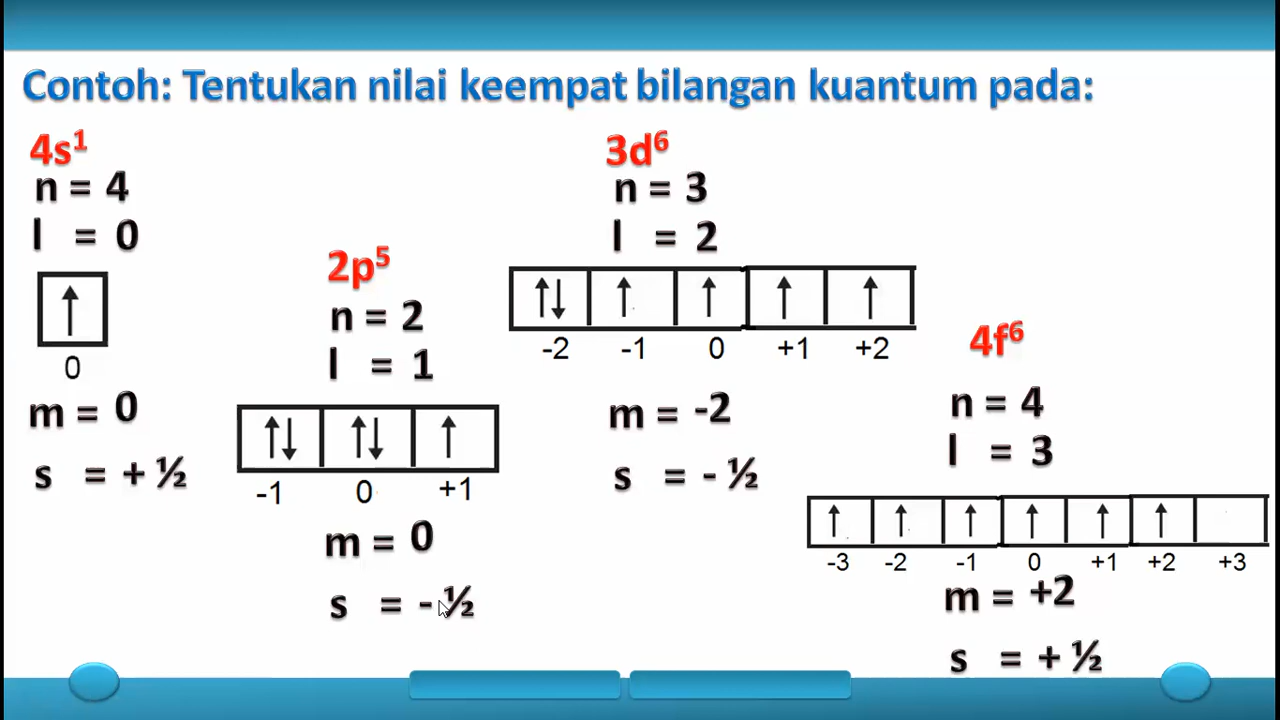 Contoh: Tentukan nilai keempat bilangan kuantum pada:
4s¹
n = 4
l = 0
↑
0
m = 0
s = + ½
2p⁵
n = 2
l = 1
↑↓ ↑↓ ↑
-1 0 +1
m = 0
s = - ½
3d⁶
n = 3
l = 2
↑↓ ↑ ↑ ↑ ↑
-2 -1 0 +1 +2
m = -2
s = - ½
4f⁶
n = 4
l = 3
↑ ↑ ↑ ↑ ↑ ↑
-3 -2 -1 0 +1 +2 +3
m = +2
s = + ½